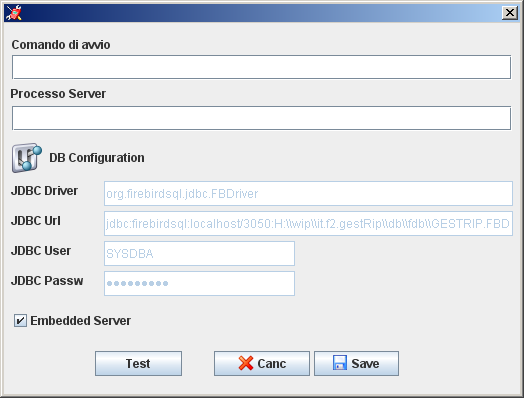 Comando di avvio
Processo Server
DB Configuration
JDBC Driver org.firebirdsql.jdbc.FBDriver
JDBC Url jdbc:firebirdsql:localhost/3050:H:\\wip\\it.f2.gestRip\\db\\fdb\\GESTRIP.FBD
JDBC User SYSDBA
JDBC Passw •••••••••
Embedded Server
Test Canc Save